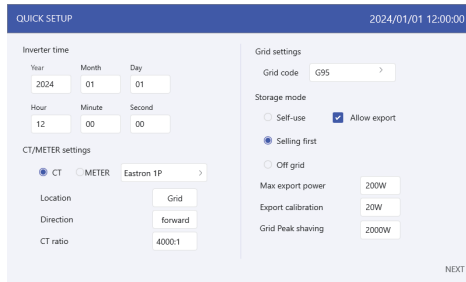 QUICK SETUP
2024/01/01 12:00:00
Inverter time
Year Month Day
2024 01 01
Hour Minute Second
12 00 00
CT/METER settings
CT METER Eastron 1P >
Location Grid
Direction forward
CT ratio 4000:1
Grid settings
Grid code G95 >
Storage mode
Self-use Allow export
Selling first
Off grid
Max export power 200W
Export calibration 20W
Grid Peak shaving 2000W
NEXT